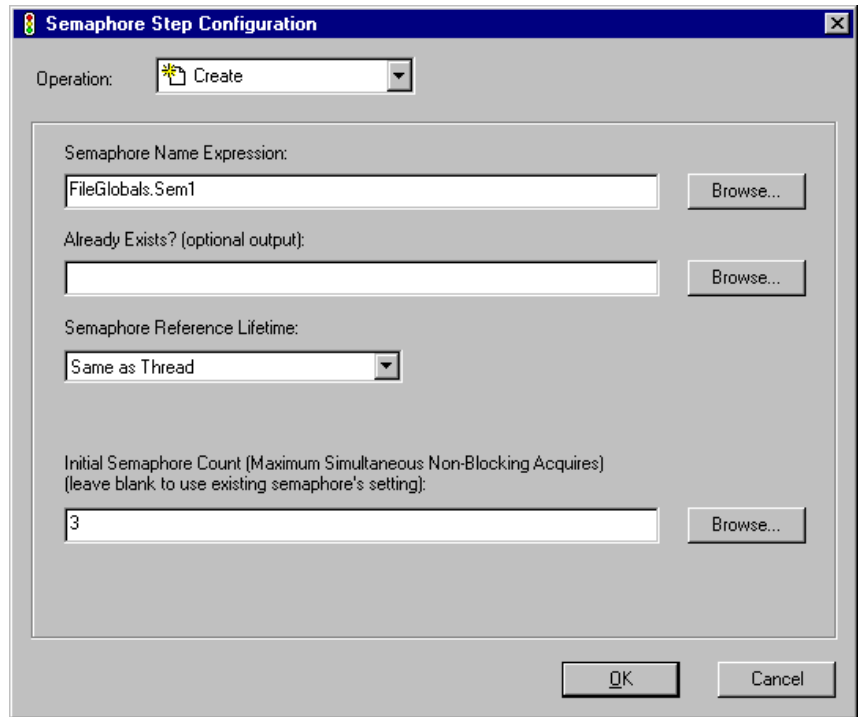 Semaphore Step Configuration
Operation: Create
Semaphore Name Expression:
FileGlobals.Sem1 Browse...
Already Exists? (optional output):
Browse...
Semaphore Reference Lifetime:
Same as Thread
Initial Semaphore Count (Maximum Simultaneous Non-Blocking Acquires)
(leave blank to use existing semaphore's setting):
3 Browse...
OK Cancel